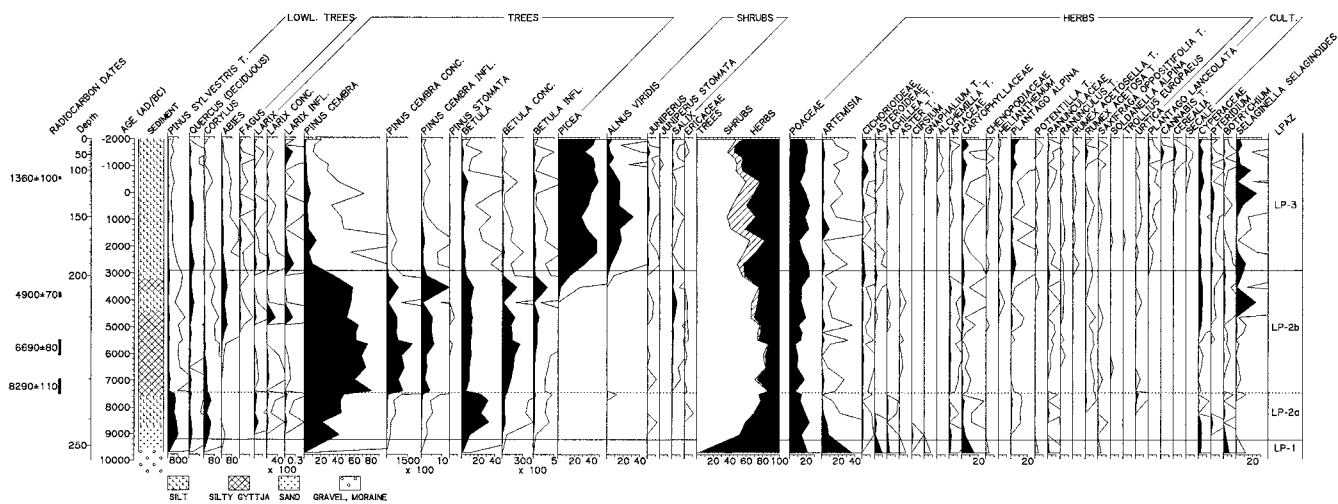 LOWL. TREES TREES SHRUBS HERBS CULT.
RADIOCARBON DATES
Depth
AGE (AD/BC)
SEDIMENT
PINUS SYLVESTRIS T.
QUERCUS (DECIDUOUS)
CORYLUS
ABIES
FAGUS
LARIX
LARIX CONC.
LARIX INFL.
PINUS CEMBRA
PINUS CEMBRA CONC.
PINUS CEMBRA INFL.
PINUS STOMATA
BETULA
BETULA CONC.
BETULA INFL.
PICEA
ALNUS VIRIDIS
JUNIPERUS
JUNIPERUS STOMATA
SALIX
ERICACEAE
TREES
SHRUBS
HERBS
POACEAE
ARTEMISIA
CICHORIOIDEAE
ASTEROIDEAE T.
ACHILLEA T.
ASTER T.
CIRSIUM
GNAPHALIUM T.
ALCHEMILLA T.
APIACEAE
CARYOPHYLLACEAE
CHENOPODIACEAE
HELIANTHEMUM
PLANTAGO ALPINA
POTENTILLA T.
RANUNCULACEAE
RANUNCULUS T.
RUMEX ACETOSELLA T.
RUMEX ACETOSA T.
SAXIFRAGA OPPOSITIFOLIA T.
SOLDANELLA ALPINA
TROLLIUS EUROPAEUS
URTICA
PLANTAGO LANCEOLATA
CANNABIS T.
CEREALIA
SECALE
CYPERACEAE
PTERIDIUM
BOTRYCHIUM
SELAGINELLA SELAGINOIDES
LPAZ
0 -2000
50
100 -1000
1360±100
0
150 1000
2000
200 3000
4900±70 4000
5000
6690±80 6000
7000
8290±110
8000
9000
250
10000
LP-3
LP-2b
LP-2a
LP-1
800 80 80 0.3 20 40 60 80 1500 10 20 40 300 5 20 40 20 40 20 40 60 80 100 20 20 40 20 20 20
x 100 x 100 x 100
SILT SILTY GYTTJA SAND GRAVEL, MORAINE